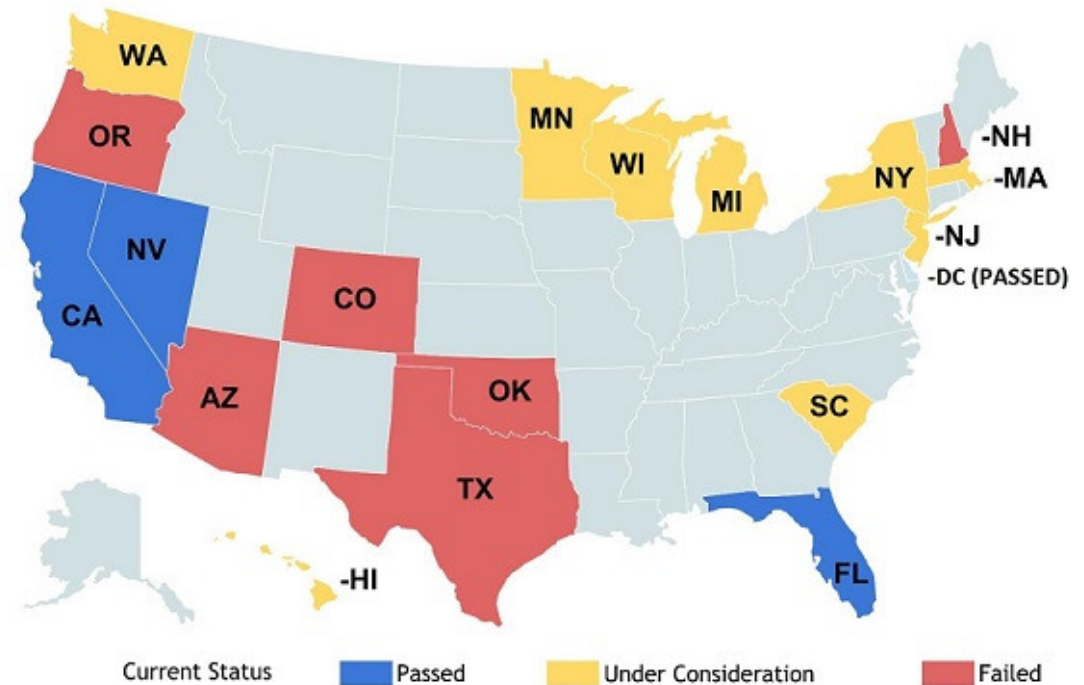 WA
OR
MN
WI
MI
NY
-NH
-MA
-NJ
-DC (PASSED)
NV
CA
CO
AZ
OK
TX
SC
FL
-HI
Current Status
Passed
Under Consideration
Failed